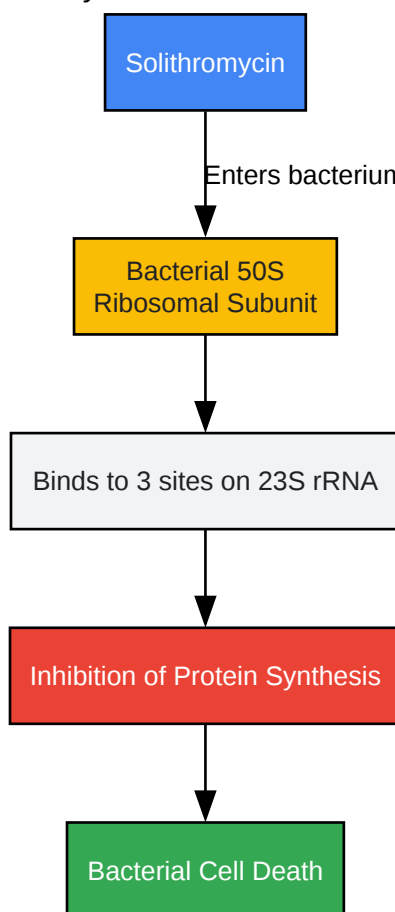 Solithromycin
Enters bacterium
Bacterial 50S
Ribosomal Subunit
Binds to 3 sites on 23S rRNA
Inhibition of Protein Synthesis
Bacterial Cell Death